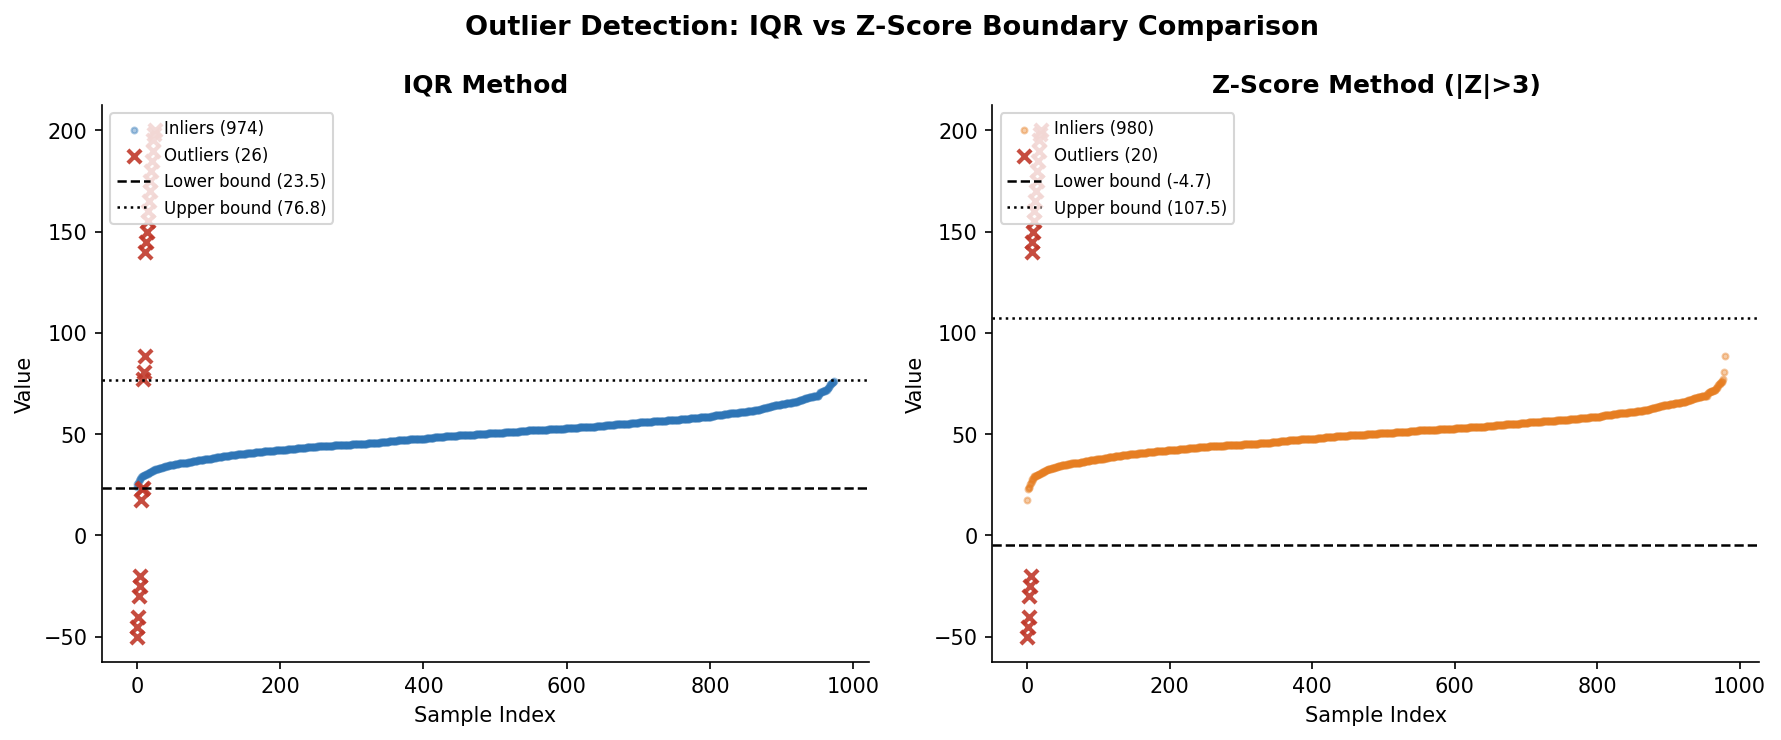 Outlier Detection: IQR vs Z-Score Boundary Comparison
IQR Method
Value
200
150
100
50
0
−50
Inliers (974)
Outliers (26)
Lower bound (23.5)
Upper bound (76.8)
0 200 400 600 800 1000
Sample Index
Z-Score Method (|Z|>3)
Value
200
150
100
50
0
−50
Inliers (980)
Outliers (20)
Lower bound (-4.7)
Upper bound (107.5)
0 200 400 600 800 1000
Sample Index